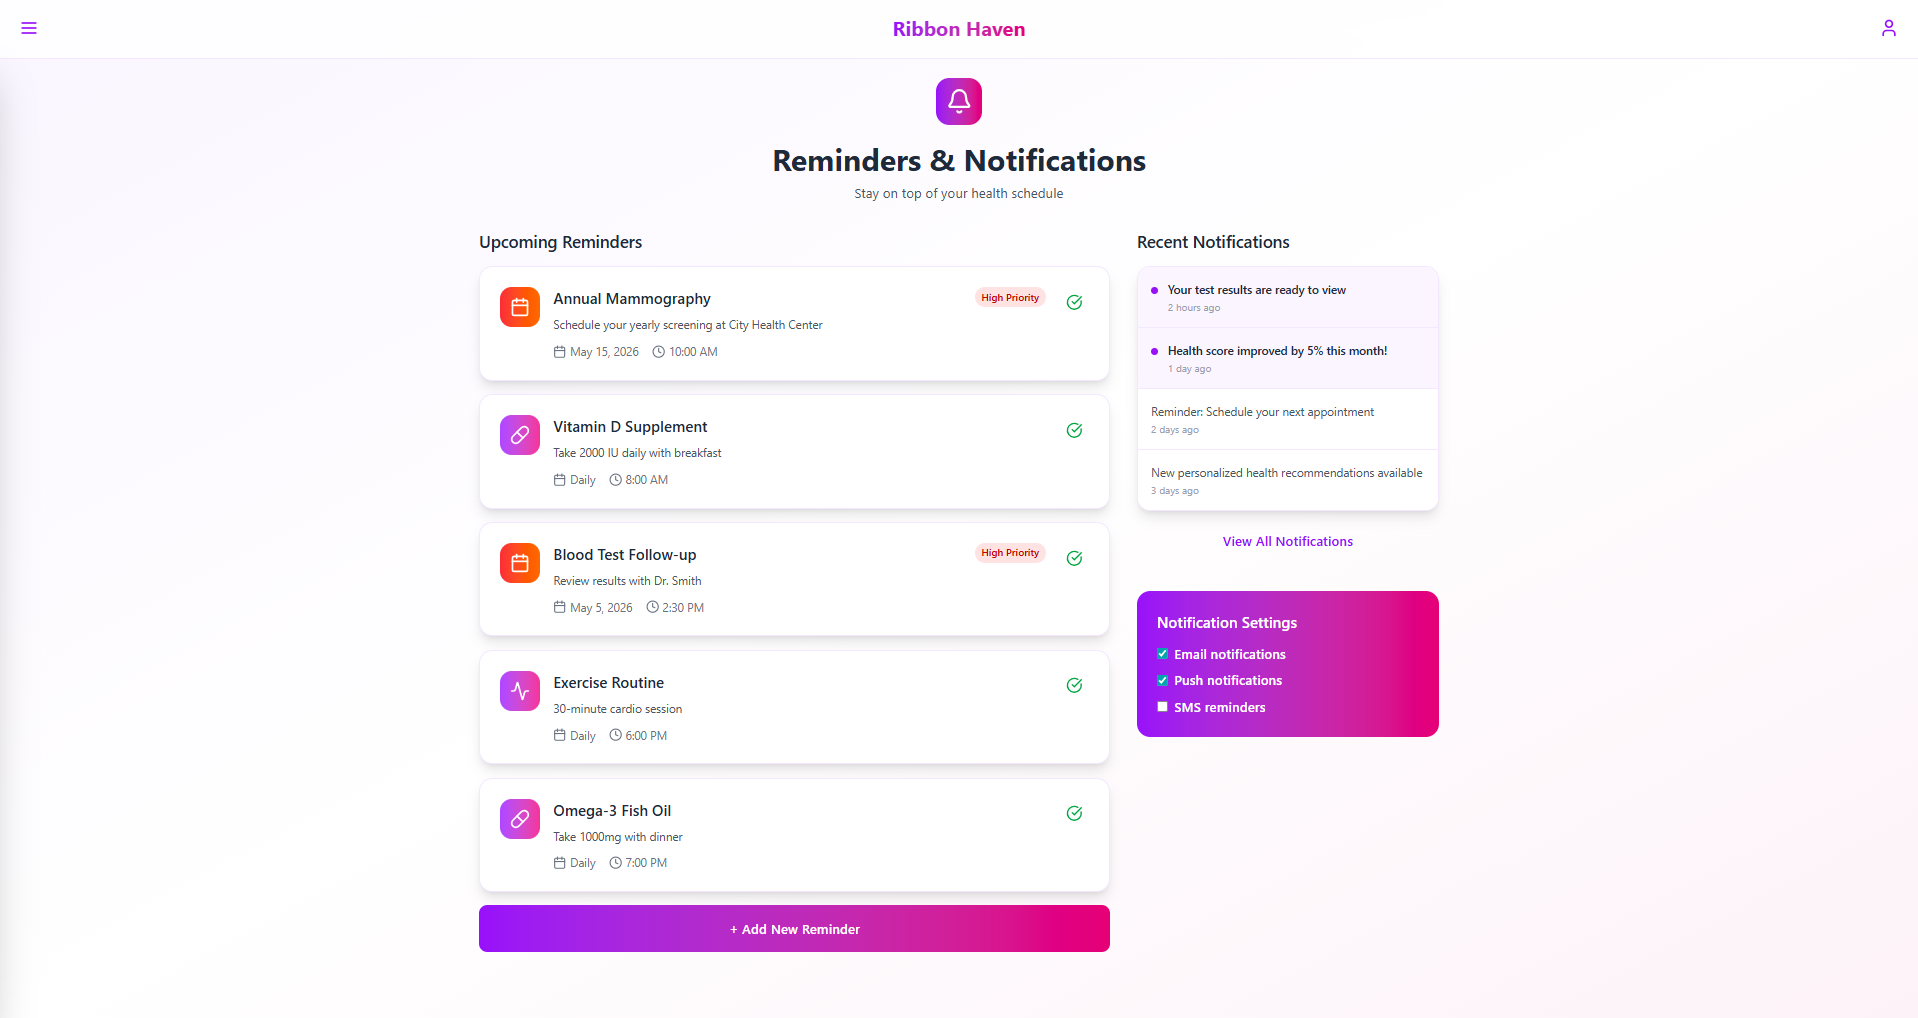 Ribbon Haven
Reminders & Notifications
Stay on top of your health schedule
Upcoming Reminders
Annual Mammography
High Priority
Schedule your yearly screening at City Health Center
May 15, 2026
10:00 AM
Vitamin D Supplement
Take 2000 IU daily with breakfast
Daily
8:00 AM
Blood Test Follow-up
High Priority
Review results with Dr. Smith
May 5, 2026
2:30 PM
Exercise Routine
30-minute cardio session
Daily
6:00 PM
Omega-3 Fish Oil
Take 1000mg with dinner
Daily
7:00 PM
+ Add New Reminder
Recent Notifications
Your test results are ready to view
2 hours ago
Health score improved by 5% this month!
1 day ago
Reminder: Schedule your next appointment
2 days ago
New personalized health recommendations available
3 days ago
View All Notifications
Notification Settings
Email notifications
Push notifications
SMS reminders